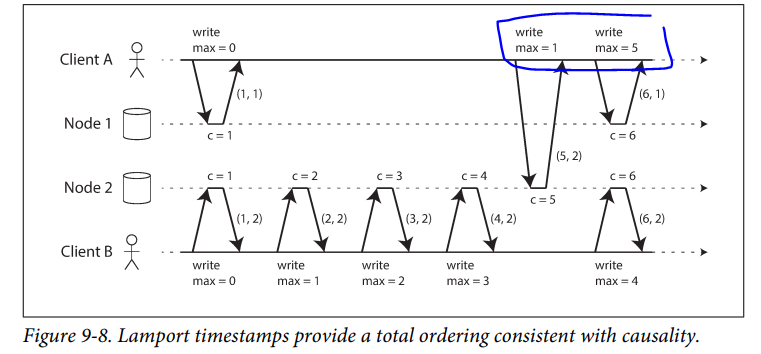 write
max = 0
write
max = 1
write
max = 5
Client A
(1, 1)
(6, 1)
Node 1
c = 1
c = 6
(5, 2)
Node 2
c = 1
c = 2
c = 3
c = 4
c = 6
c = 5
(1, 2)
(2, 2)
(3, 2)
(4, 2)
(6, 2)
Client B
write
max = 0
write
max = 1
write
max = 2
write
max = 3
write
max = 4
Figure 9-8. Lamport timestamps provide a total ordering consistent with causality.